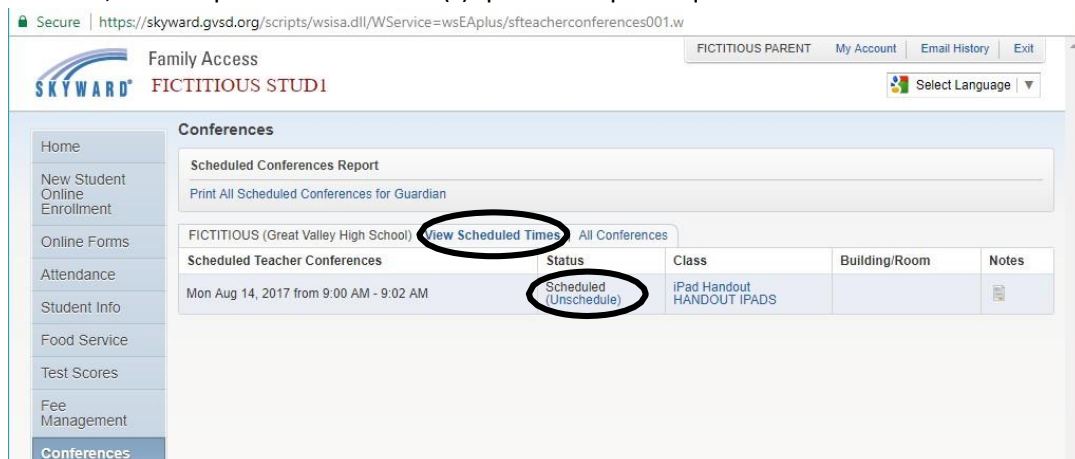 Secure | https://skyward.gvsd.org/scripts/wsisa.dll/WService=wsEAplus/sfteacherconferences001.w
FICTITIOUS PARENT My Account Email History Exit
SKYWARD® Family Access
FICTITIOUS STUD1
Select Language ▼
Conferences
Scheduled Conferences Report
Print All Scheduled Conferences for Guardian
FICTITIOUS (Great Valley High School) View Scheduled Times | All Conferences
Scheduled Teacher Conferences Status Class Building/Room Notes
Mon Aug 14, 2017 from 9:00 AM - 9:02 AM Scheduled iPad Handout
(Unschedule) HANDOUT IPADS
Home
New Student
Online
Enrollment
Online Forms
Attendance
Student Info
Food Service
Test Scores
Fee
Management
Conferences